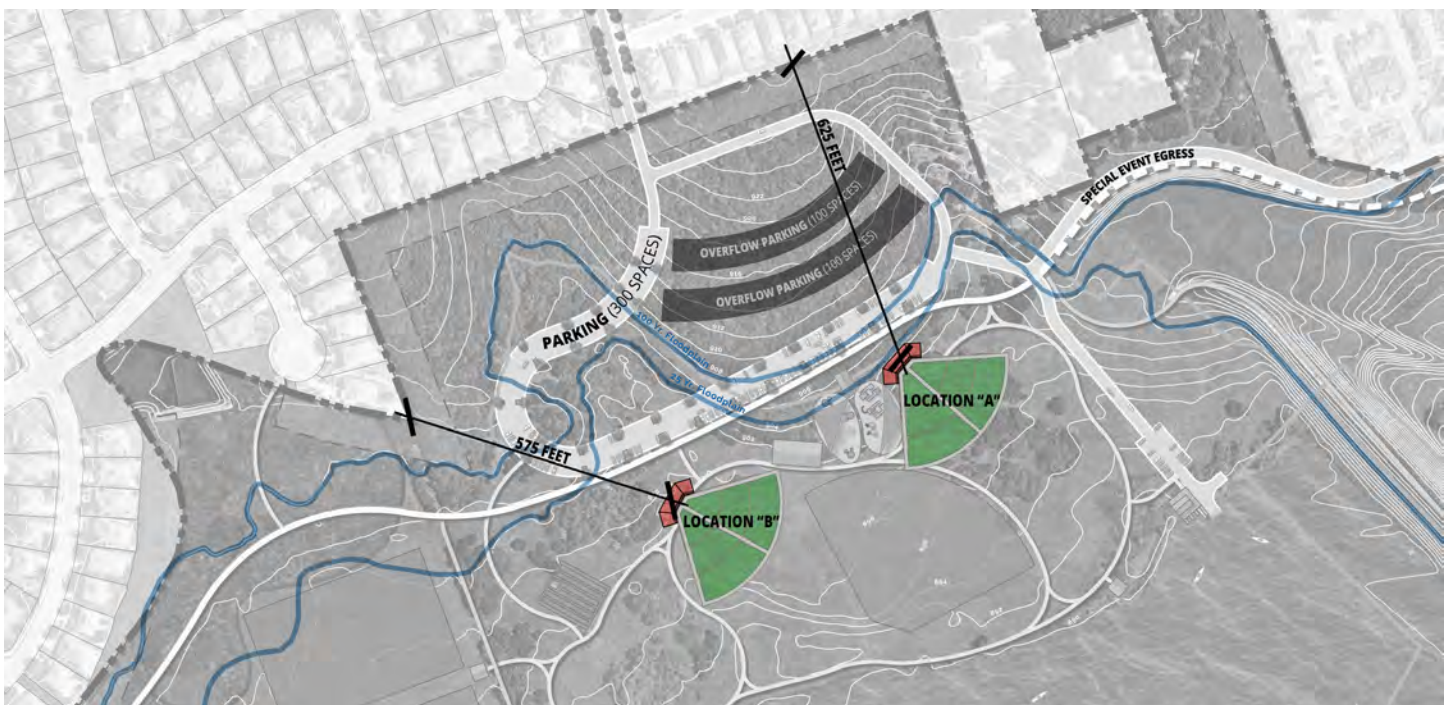 625 FEET
SPECIAL EVENT EGRESS
OVERFLOW PARKING (100 SPACES)
OVERFLOW PARKING (100 SPACES)
PARKING (300 SPACES)
100 Yr. Floodplain
25 Yr. Floodplain
LOCATION "A"
575 FEET
LOCATION "B"